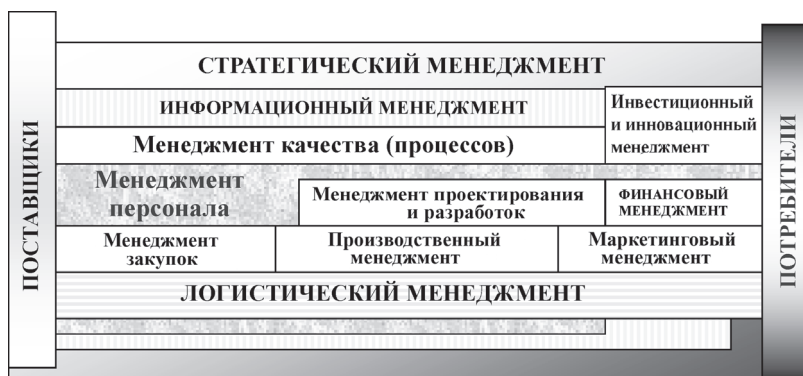 ПОСТАВЩИКИ
СТРАТЕГИЧЕСКИЙ МЕНЕДЖМЕНТ
ИНФОРМАЦИОННЫЙ МЕНЕДЖМЕНТ
Инвестиционный
и инновационный
менеджмент
Менеджмент качества (процессов)
Менеджмент
персонала
Менеджмент проектирования
и разработок
ФИНАНСОВЫЙ
МЕНЕДЖМЕНТ
Менеджмент
закупок
Производственный
менеджмент
Маркетинговый
менеджмент
ЛОГИСТИЧЕСКИЙ МЕНЕДЖМЕНТ
ПОТРЕБИТЕЛИ